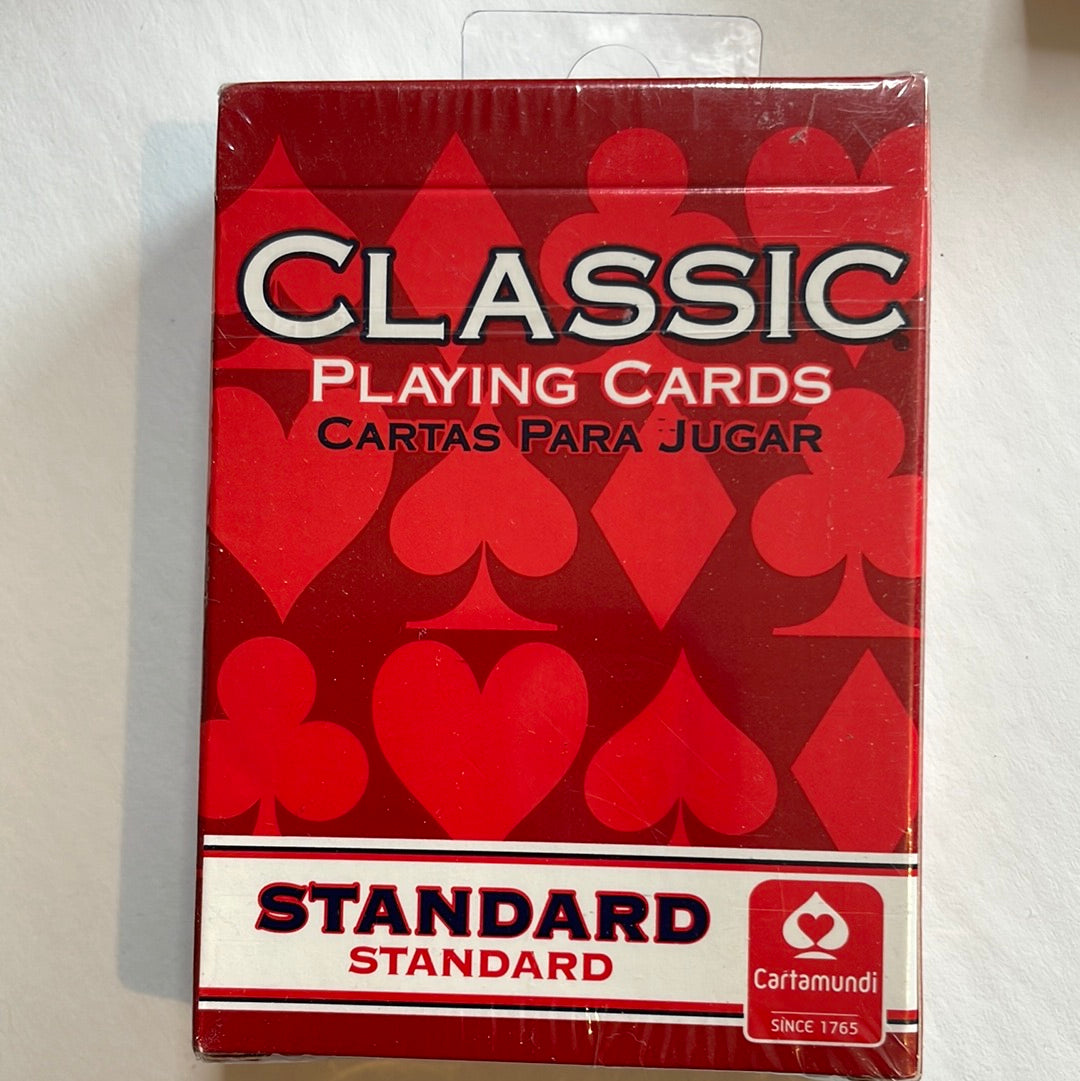 CLASSIC
PLAYING CARDS
CARTAS PARA JUGAR
STANDARD
STANDARD
Cartamundi
SINCE 1765